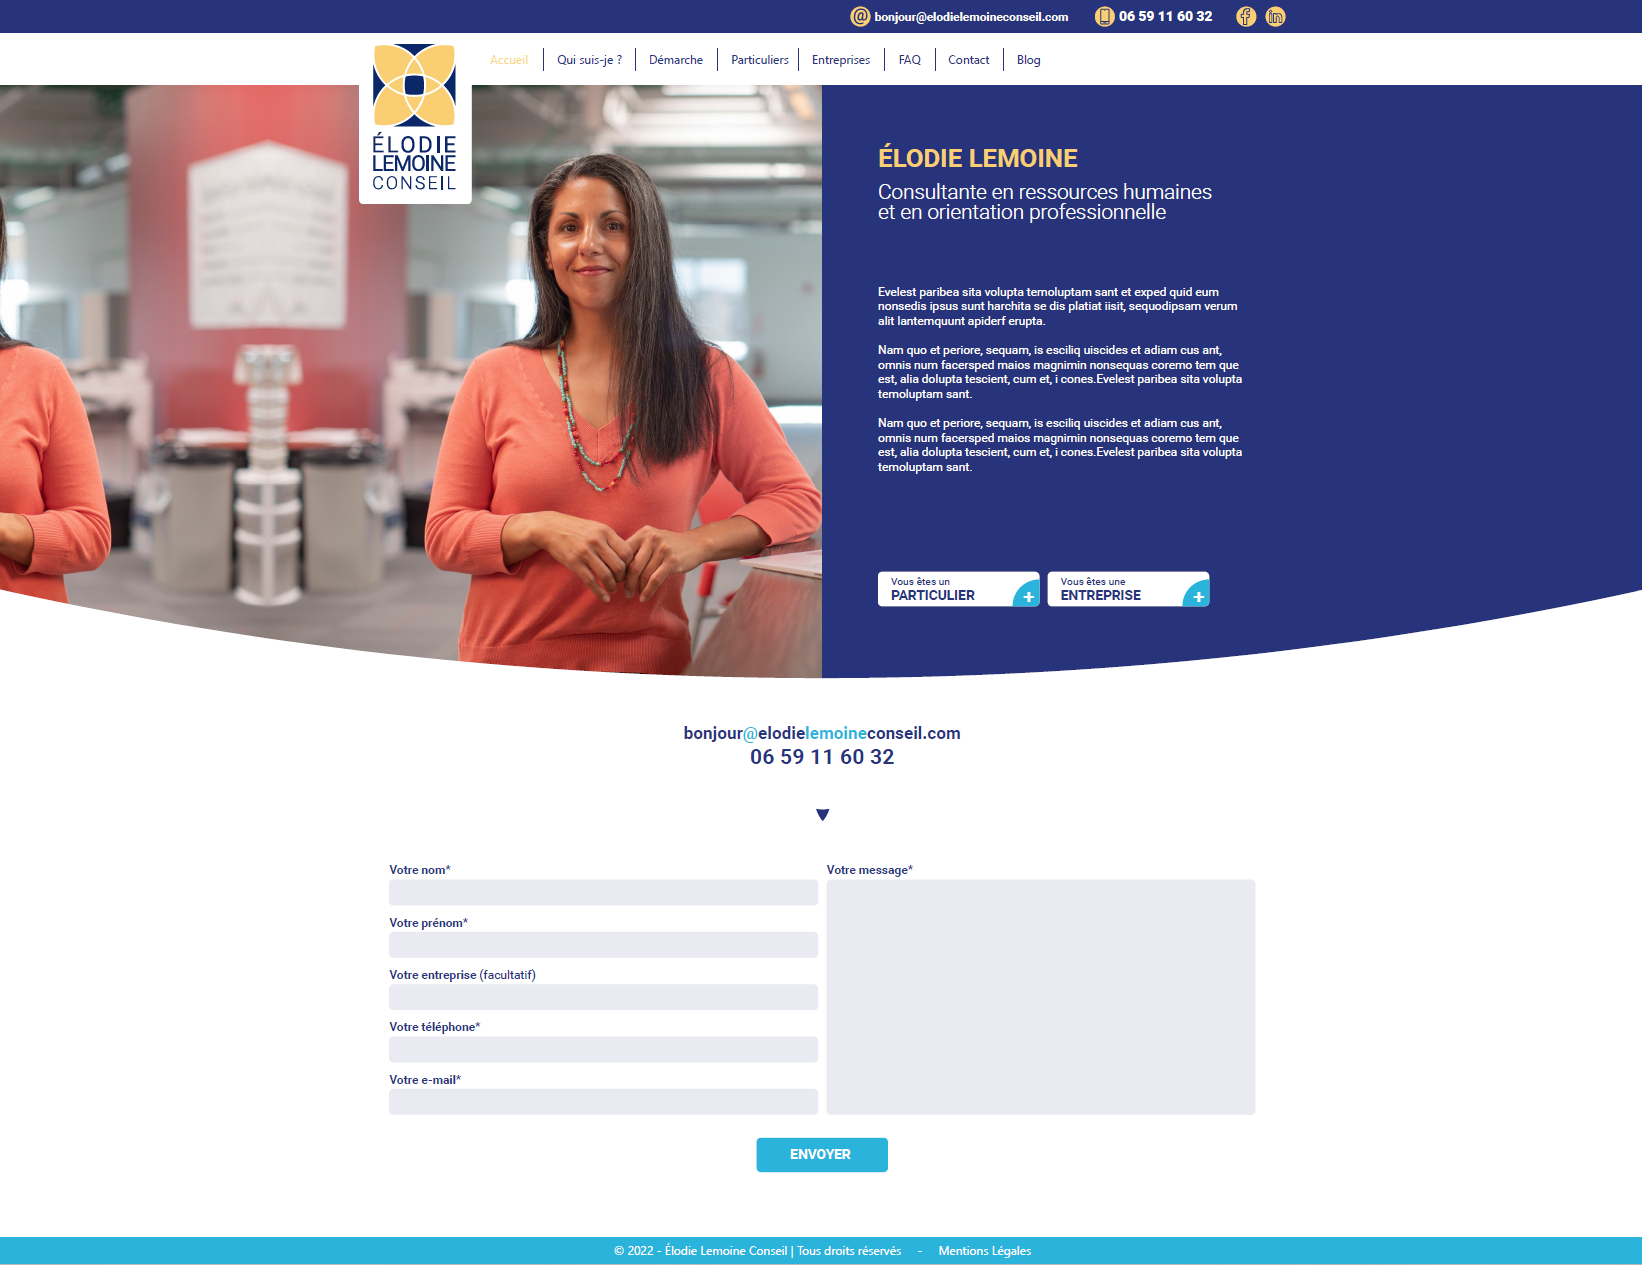 @ bonjour@elodielemoineconseil.com 06 59 11 60 32 f in
Accueil Qui suis-je ? Démarche Particuliers Entreprises FAQ Contact Blog
ÉLODIE
LEMOINE
CONSEIL
ÉLODIE LEMOINE
Consultante en ressources humaines
et en orientation professionnelle
Evelest paribea sita volupta temoluptam sant et exped quid eum
nonsedis ipsus sunt harchita se dis platiat iisit, sequodipsam verum
alit lantemquunt apiderf erupta.
Nam quo et periore, sequam, is esciliq uiscides et adiam cus ant,
omnis num facersped maios magnimin nonsequas coremo tem que
est, alia dolupta tescient, cum et, i cones.Evelest paribea sita volupta
temoluptam sant.
Nam quo et periore, sequam, is esciliq uiscides et adiam cus ant,
omnis num facersped maios magnimin nonsequas coremo tem que
est, alia dolupta tescient, cum et, i cones.Evelest paribea sita volupta
temoluptam sant.
Vous êtes un
PARTICULIER +
Vous êtes une
ENTREPRISE +
bonjour@elodielemoineconseil.com
06 59 11 60 32
Votre nom*
Votre prénom*
Votre entreprise (facultatif)
Votre téléphone*
Votre e-mail*
Votre message*
ENVOYER
© 2022 - Élodie Lemoine Conseil | Tous droits réservés - Mentions Légales